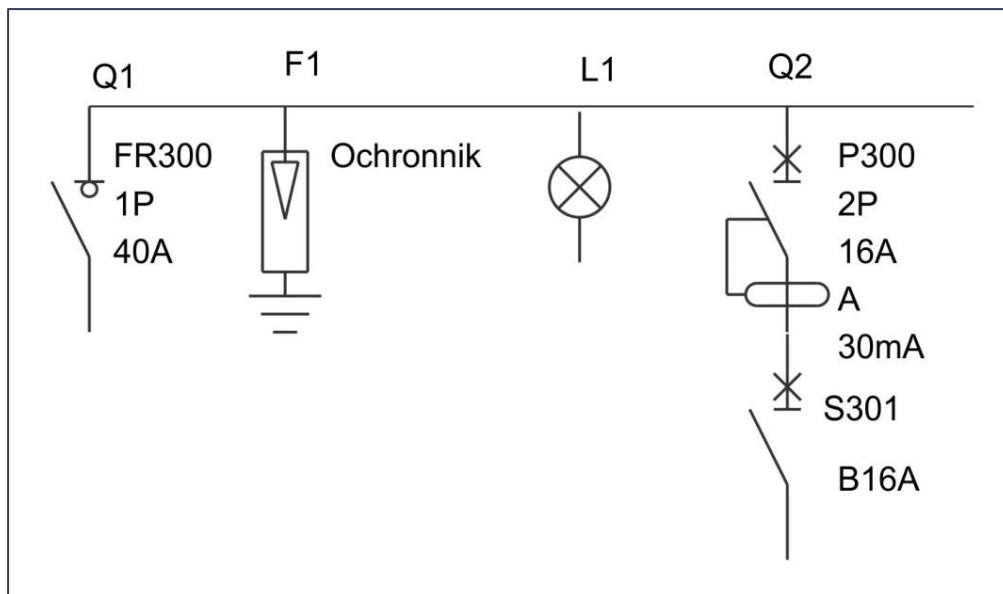 Q1
F1
L1
Q2
FR300
1P
40A
Ochronnik
P300
2P
16A
A
30mA
S301
B16A